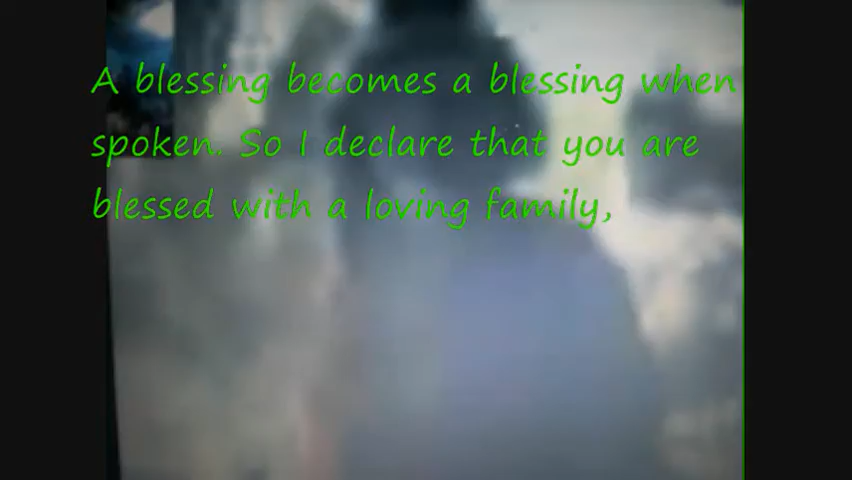 A blessing becomes a blessing when
spoken. So I declare that you are
blessed with a loving family,